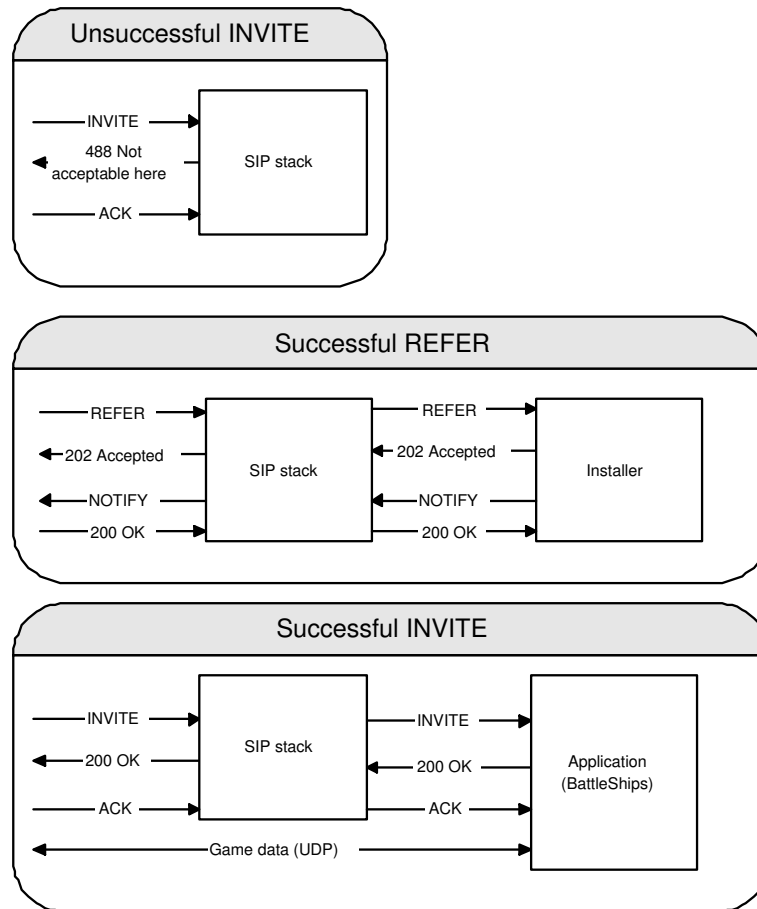 Unsuccessful INVITE
INVITE
488 Not
acceptable here
SIP stack
ACK
Successful REFER
REFER
REFER
202 Accepted
202 Accepted
SIP stack
Installer
NOTIFY
NOTIFY
200 OK
200 OK
Successful INVITE
INVITE
INVITE
SIP stack
200 OK
200 OK
Application
(BattleShips)
ACK
ACK
Game data (UDP)